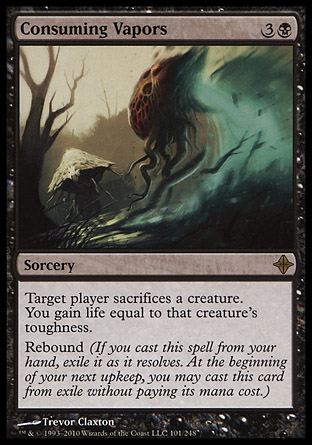 Consuming Vapors 3
Sorcery
Target player sacrifices a creature.
You gain life equal to that creature's
toughness.
Rebound (If you cast this spell from your
hand, exile it as it resolves. At the beginning
of your next upkeep, you may cast this card
from exile without paying its mana cost.)
Trevor Claxton
™ & © 1993-2010 Wizards of the Coast LLC 101/248